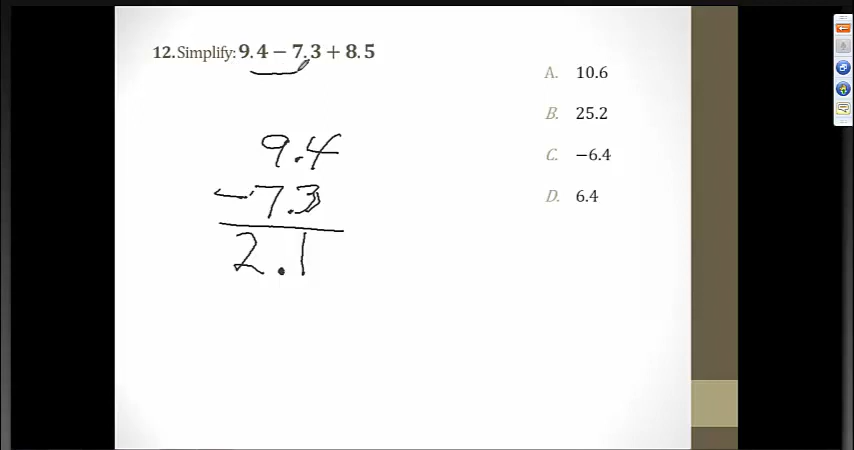 12. Simplify: 9.4 − 7.3 + 8.5
9.4
−7.3
2.1
A. 10.6
B. 25.2
C. −6.4
D. 6.4